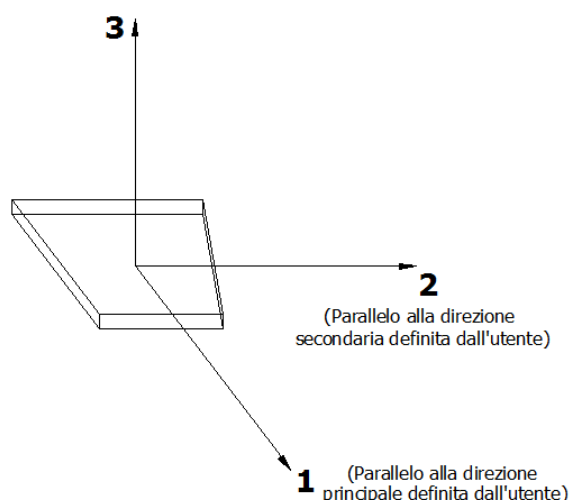 3
2
(Parallelo alla direzione
secondaria definita dall'utente)
1 (Parallelo alla direzione
principale definita dall'utente)